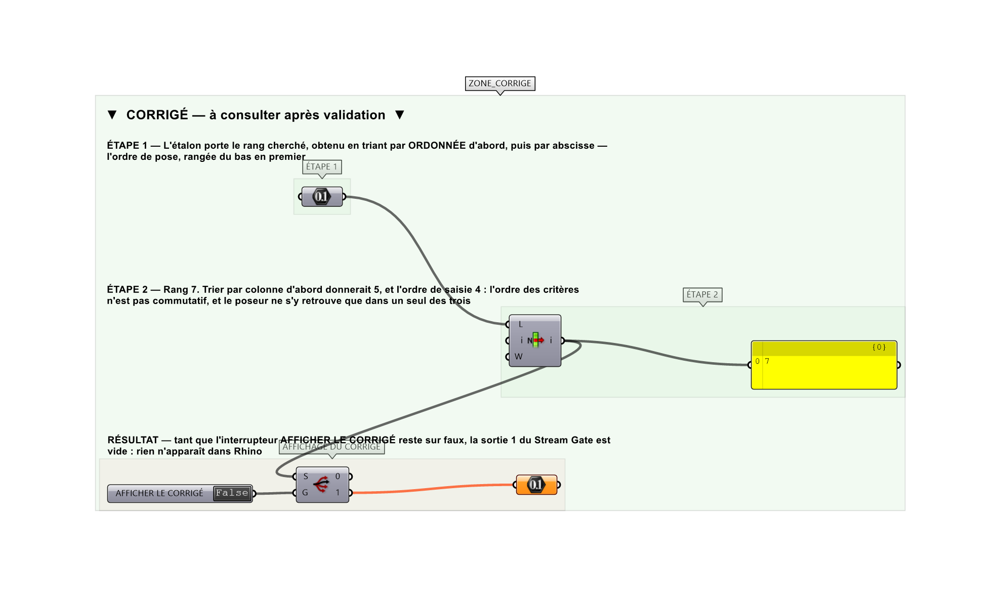 ZONE_CORRIGE
▼ CORRIGÉ — à consulter après validation ▼
ÉTAPE 1 — L'étalon porte le rang cherché, obtenu en triant par ORDONNÉE d'abord, puis par abscisse —
l'ordre de pose, rangée du bas en premier
ÉTAPE 1
0.1
ÉTAPE 2 — Rang 7. Trier par colonne d'abord donnerait 5, et l'ordre de saisie 4 : l'ordre des critères
n'est pas commutatif, et le poseur ne s'y retrouve que dans un seul des trois
ÉTAPE 2
L
i N i
W
{0}
0 7
RÉSULTAT — tant que l'interrupteur AFFICHER LE CORRIGÉ reste sur faux, la sortie 1 du Stream Gate est
vide : rien n'apparaît dans Rhino
AFFICHAGE DU CORRIGÉ
S 0
G 1
AFFICHER LE CORRIGÉ False
0.1